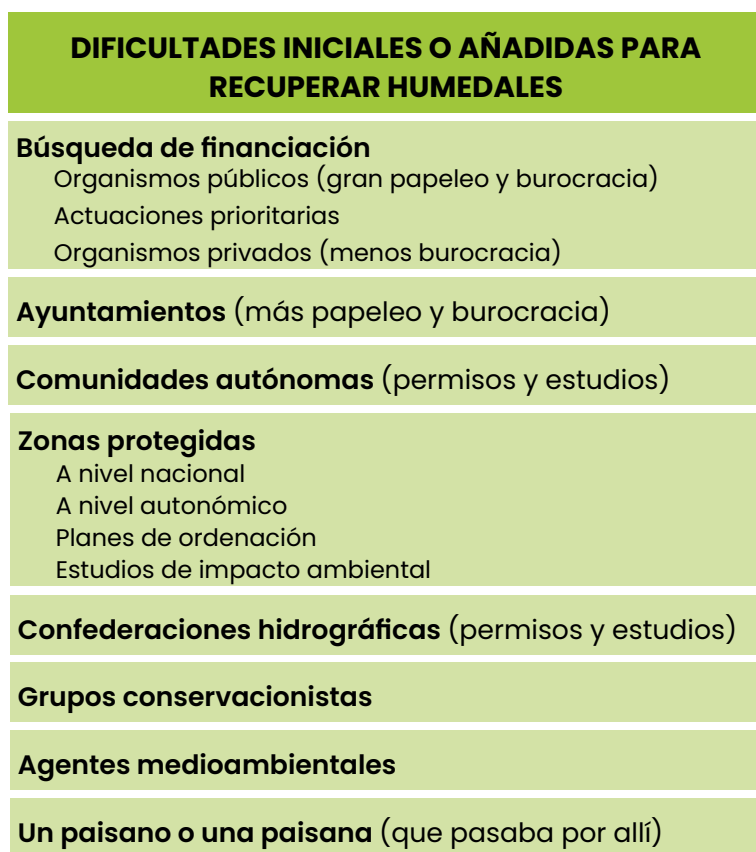 DIFICULTADES INICIALES O AÑADIDAS PARA
RECUPERAR HUMEDALES
Búsqueda de financiación
Organismos públicos (gran papeleo y burocracia)
Actuaciones prioritarias
Organismos privados (menos burocracia)
Ayuntamientos (más papeleo y burocracia)
Comunidades autónomas (permisos y estudios)
Zonas protegidas
A nivel nacional
A nivel autonómico
Planes de ordenación
Estudios de impacto ambiental
Confederaciones hidrográficas (permisos y estudios)
Grupos conservacionistas
Agentes medioambientales
Un paisano o una paisana (que pasaba por allí)